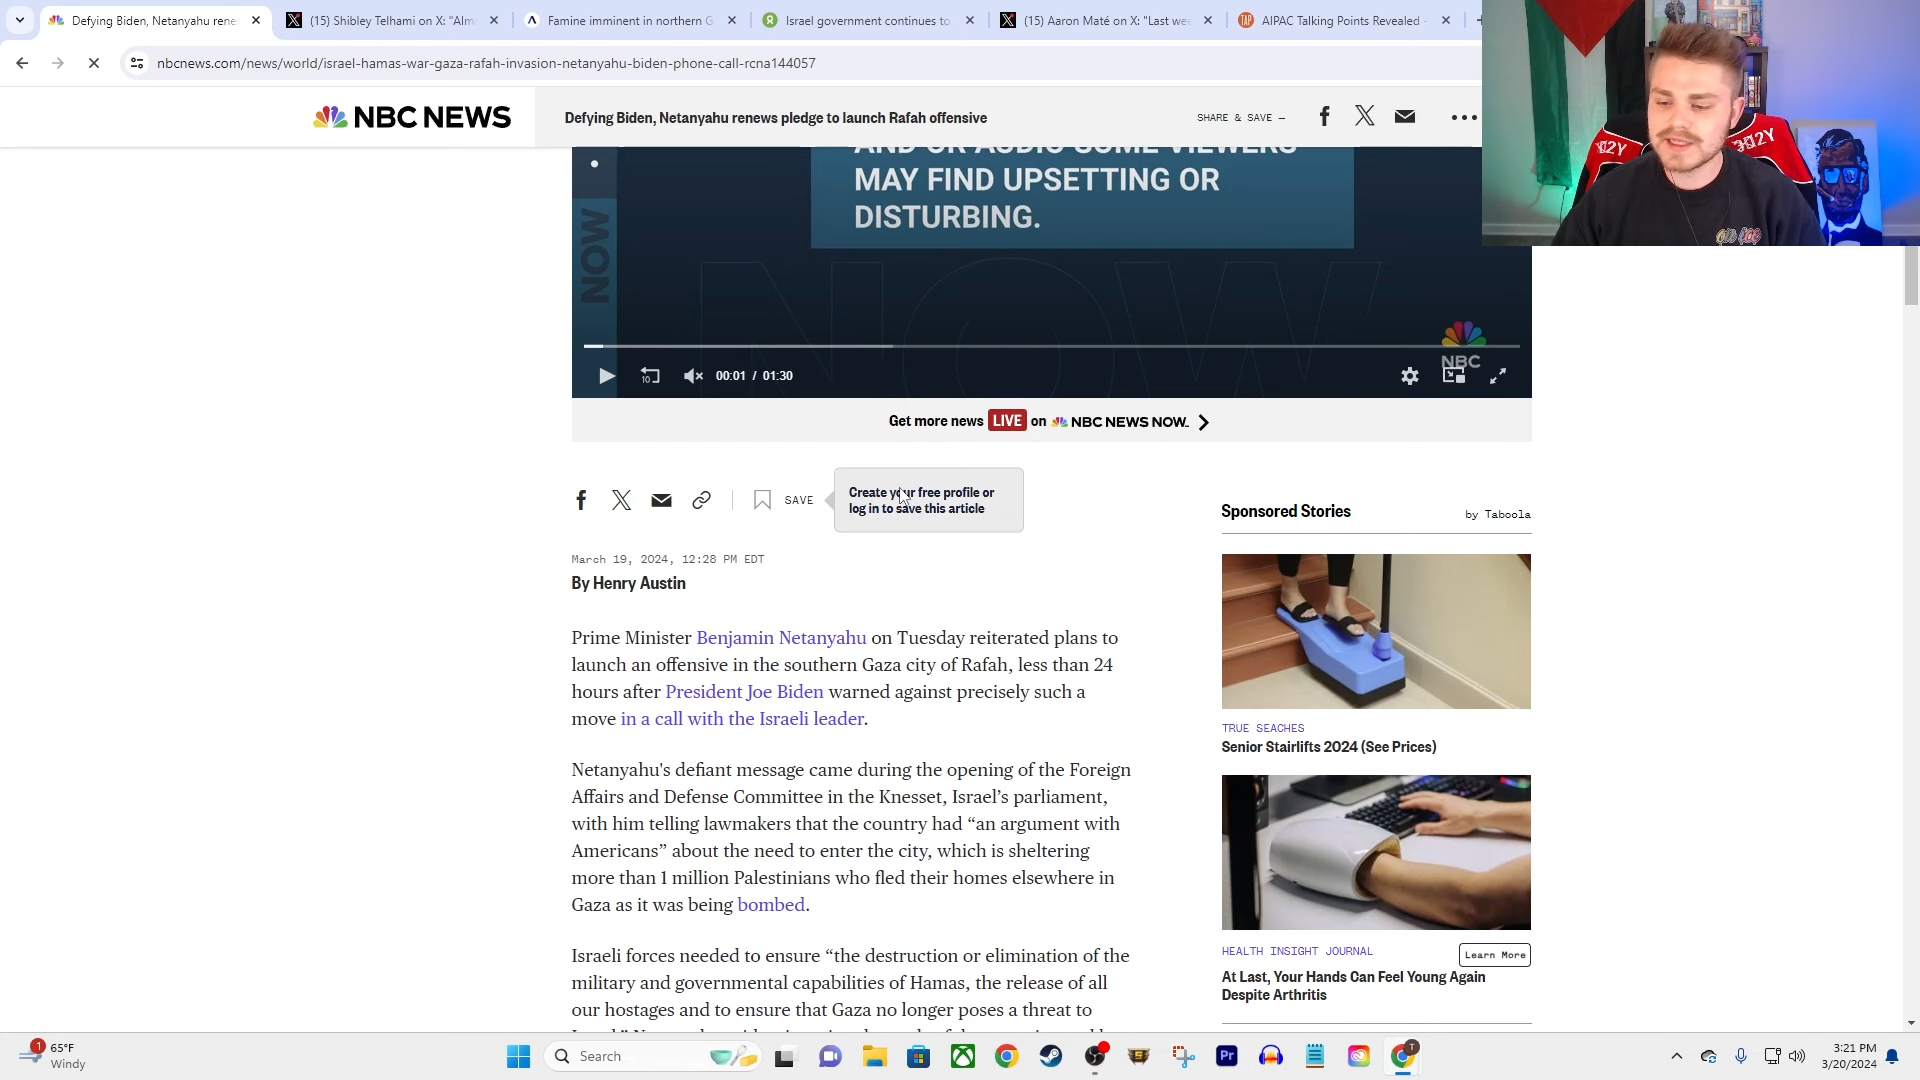 Defying Biden, Netanyahu rene
(15) Shibley Telhami on X: "Alm
Famine imminent in northern G
Israel government continues to
(15) Aaron Maté on X: "Last we
TAP
AIPAC Talking Points Revealed -
nbcnews.com/news/world/israel-hamas-war-gaza-rafah-invasion-netanyahu-biden-phone-call-rcna144057
NBC NEWS
Defying Biden, Netanyahu renews pledge to launch Rafah offensive
SHARE & SAVE —
AND OR AUDIO SOME VIEWERS
MAY FIND UPSETTING OR
DISTURBING.
NOW
NBC
10
00:01 / 01:30
Get more news LIVE on NBC NEWS NOW.
SAVE
Create your free profile or
log in to save this article
March 19, 2024, 12:28 PM EDT
By Henry Austin
Prime Minister Benjamin Netanyahu on Tuesday reiterated plans to
launch an offensive in the southern Gaza city of Rafah, less than 24
hours after President Joe Biden warned against precisely such a
move in a call with the Israeli leader.
Netanyahu's defiant message came during the opening of the Foreign
Affairs and Defense Committee in the Knesset, Israel’s parliament,
with him telling lawmakers that the country had “an argument with
Americans” about the need to enter the city, which is sheltering
more than 1 million Palestinians who fled their homes elsewhere in
Gaza as it was being bombed.
Israeli forces needed to ensure “the destruction or elimination of the
military and governmental capabilities of Hamas, the release of all
our hostages and to ensure that Gaza no longer poses a threat to
Sponsored Stories
by Taboola
TRUE SEACHES
Senior Stairlifts 2024 (See Prices)
HEALTH INSIGHT JOURNAL
Learn More
At Last, Your Hands Can Feel Young Again
Despite Arthritis
1
65°F
Windy
Search
Pr
T
3:21 PM
3/20/2024